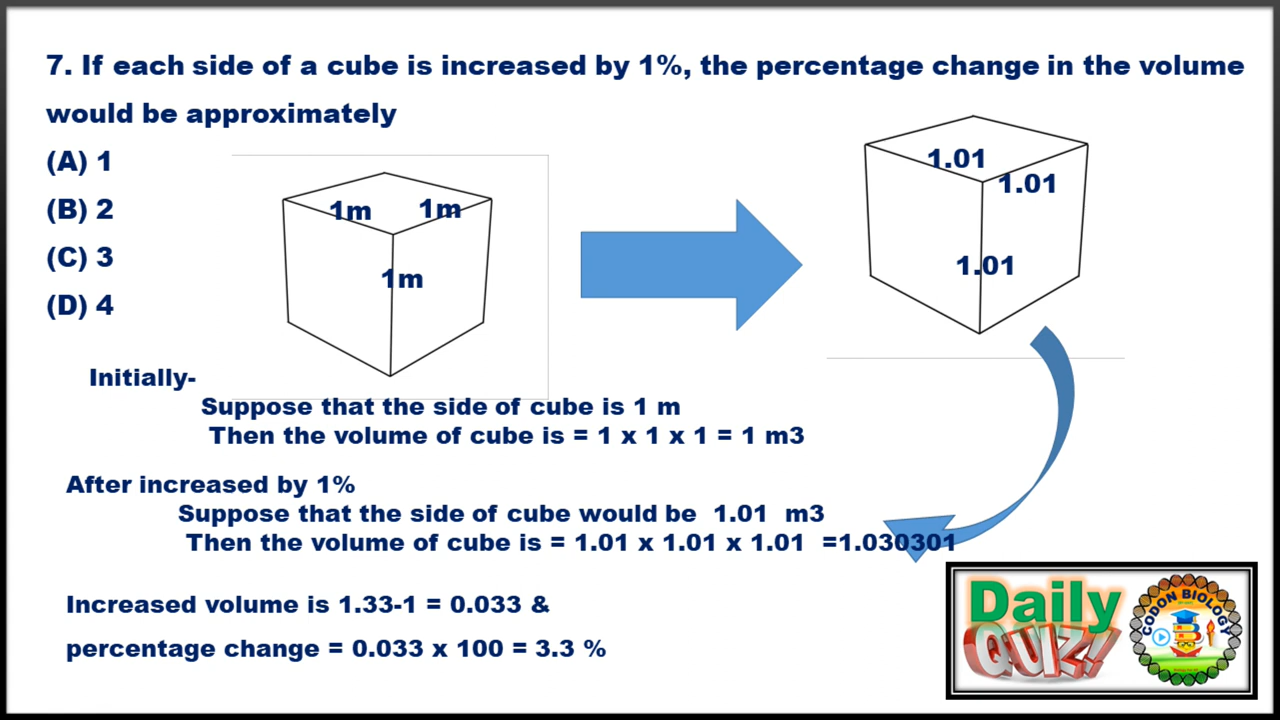 7. If each side of a cube is increased by 1%, the percentage change in the volume
would be approximately
(A) 1
(B) 2
(C) 3
(D) 4
1m
1m
1m
1.01
1.01
1.01
Initially-
Suppose that the side of cube is 1 m
Then the volume of cube is = 1 x 1 x 1 = 1 m3
After increased by 1%
Suppose that the side of cube would be 1.01 m3
Then the volume of cube is = 1.01 x 1.01 x 1.01 =1.030301
Increased volume is 1.33-1 = 0.033 &
percentage change = 0.033 x 100 = 3.3 %
Daily
QUIZ!
CODON BIOLOGY